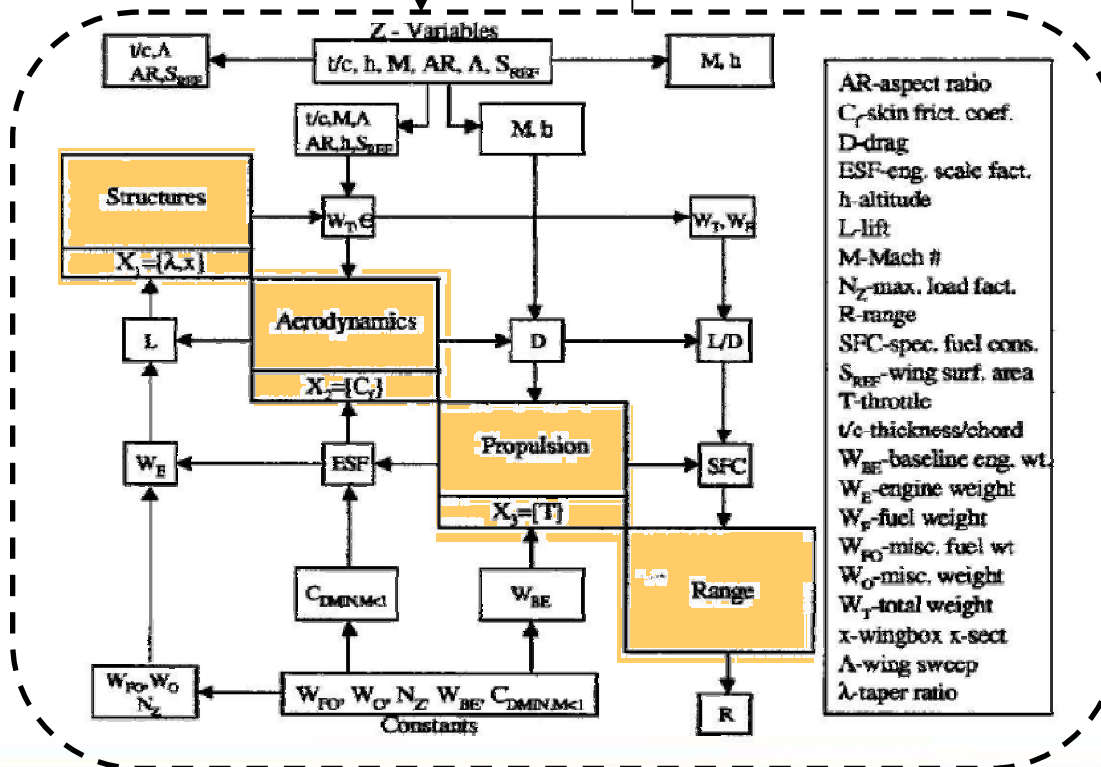 Z - Variables
t/c,Λ
AR,S_REF
t/c, h, M, AR, Λ, S_REF
M, h
t/c,M,Λ
AR,h,S_REF
M, h
Structures
W_T,Θ
W_T, W_F
X_1={λ,x}
Aerodynamics
L
D
L/D
X_2={C_f}
Propulsion
W_E
ESF
SFC
X_3={T}
C_DMIN,M<1
W_BE
Range
W_FO, W_O
N_Z
W_FO, W_O, N_Z, W_BE, C_DMIN,M<1
Constants
R
AR-aspect ratio
C_f-skin frict. coef.
D-drag
ESF-eng. scale fact.
h-altitude
L-lift
M-Mach #
N_Z-max. load fact.
R-range
SFC-spec. fuel cons.
S_REF-wing surf. area
T-throttle
t/c-thickness/chord
W_BE-baseline eng. wt.
W_E-engine weight
W_F-fuel weight
W_FO-misc. fuel wt
W_O-misc. weight
W_T-total weight
x-wingbox x-sect
Λ-wing sweep
λ-taper ratio